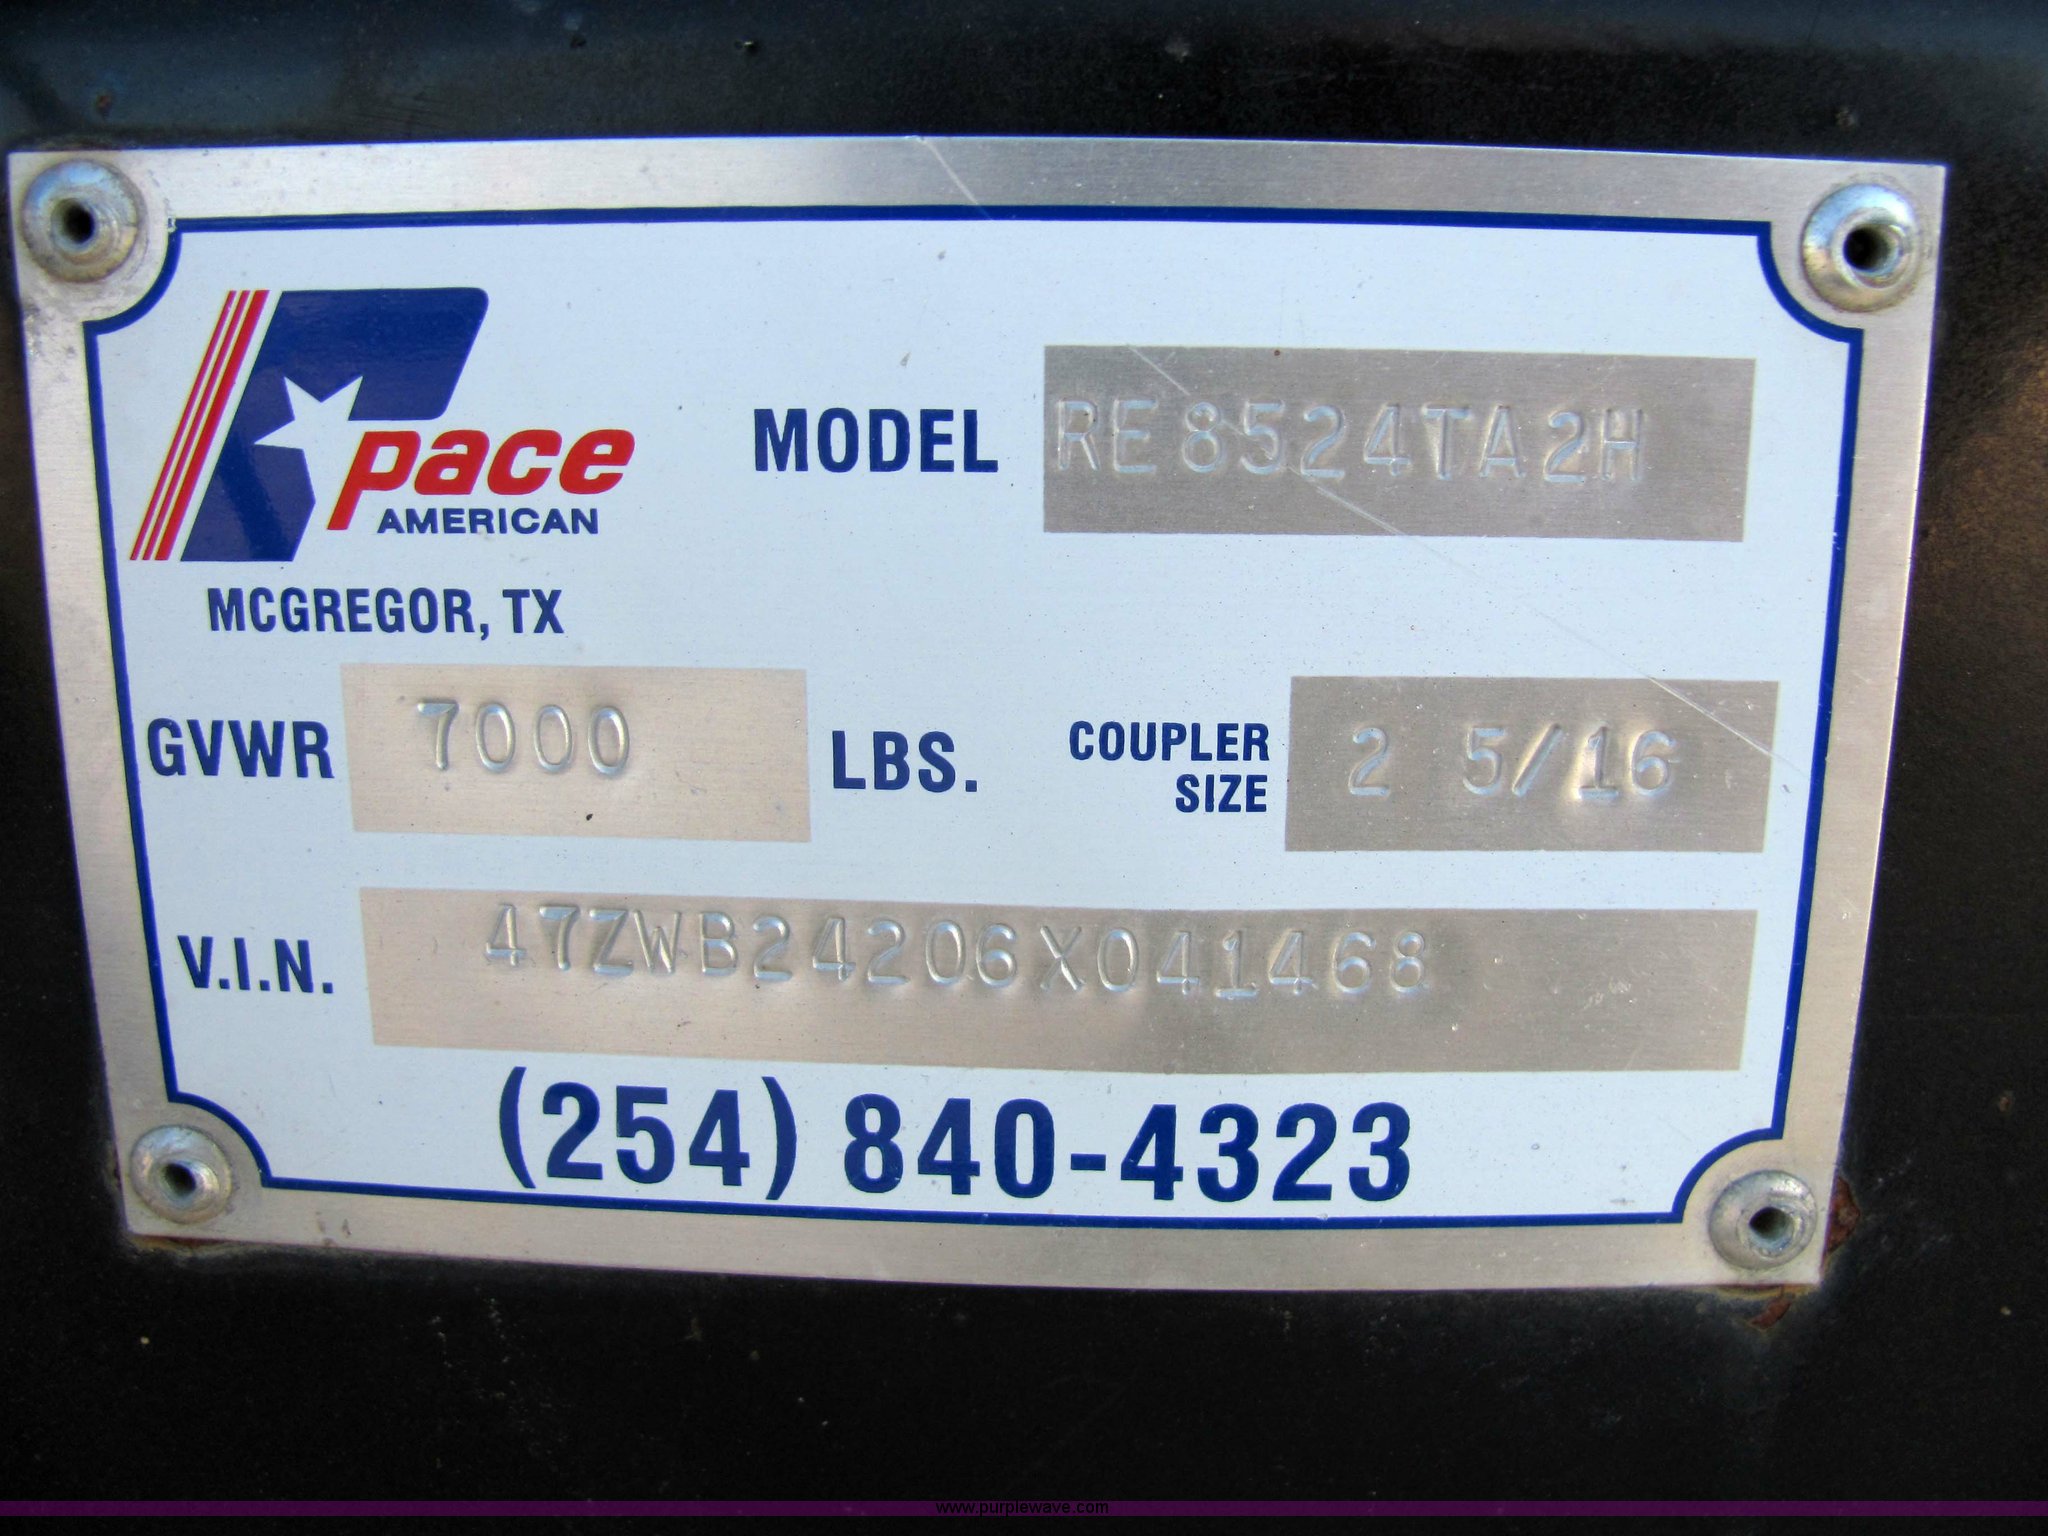 pace
AMERICAN
MCGREGOR, TX
MODEL RE8524TA2H
GVWR 7000 LBS.
COUPLER SIZE 2 5/16
V.I.N. 47ZWB24206X041468
(254) 840-4323
www.purplewave.com